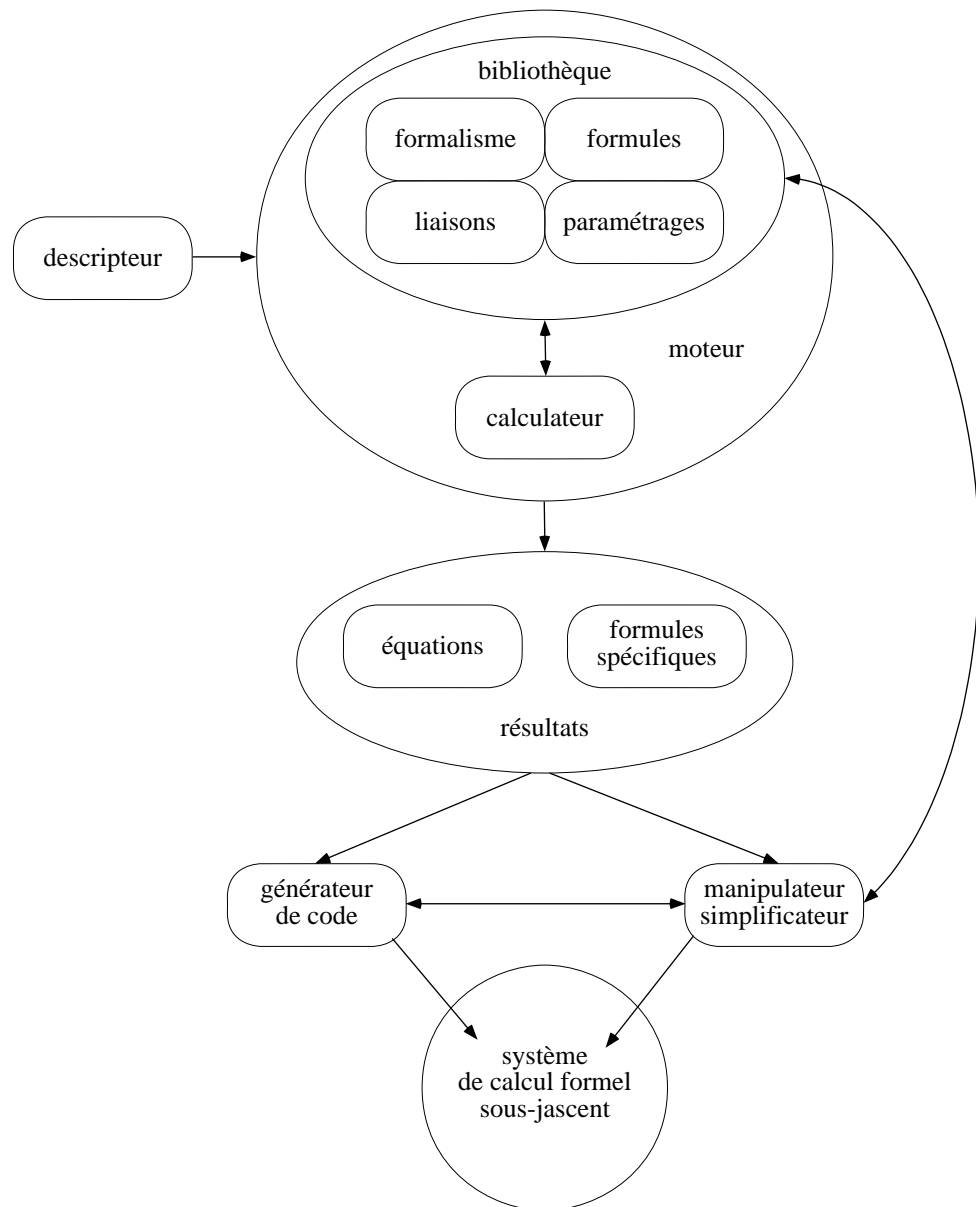 bibliothèque
formalisme
formules
liaisons
paramétrages
descripteur
moteur
calculateur
équations
formules
spécifiques
résultats
générateur
de code
manipulateur
simplificateur
système
de calcul formel
sous-jascent